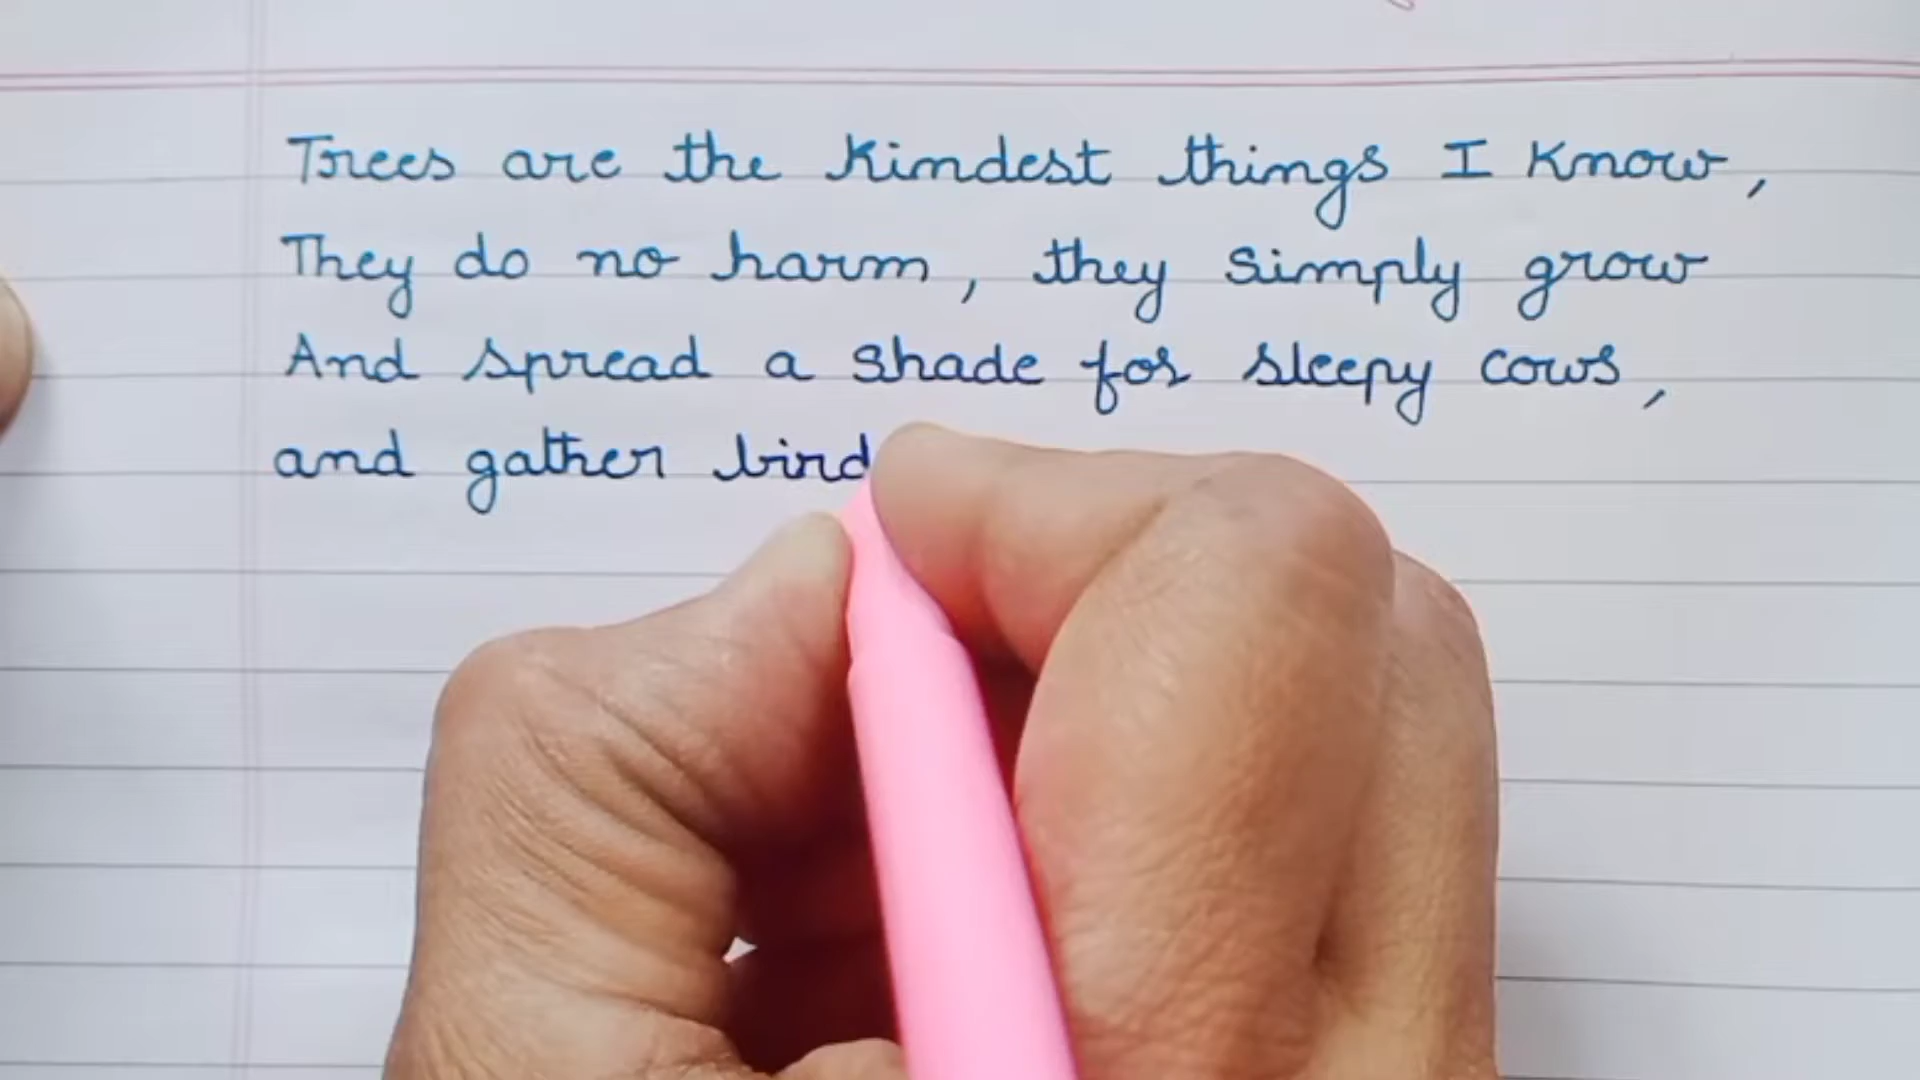 Trees are the kindest things I know,
They do no harm, they simply grow
And spread a shade for sleepy cows,
and gather bird